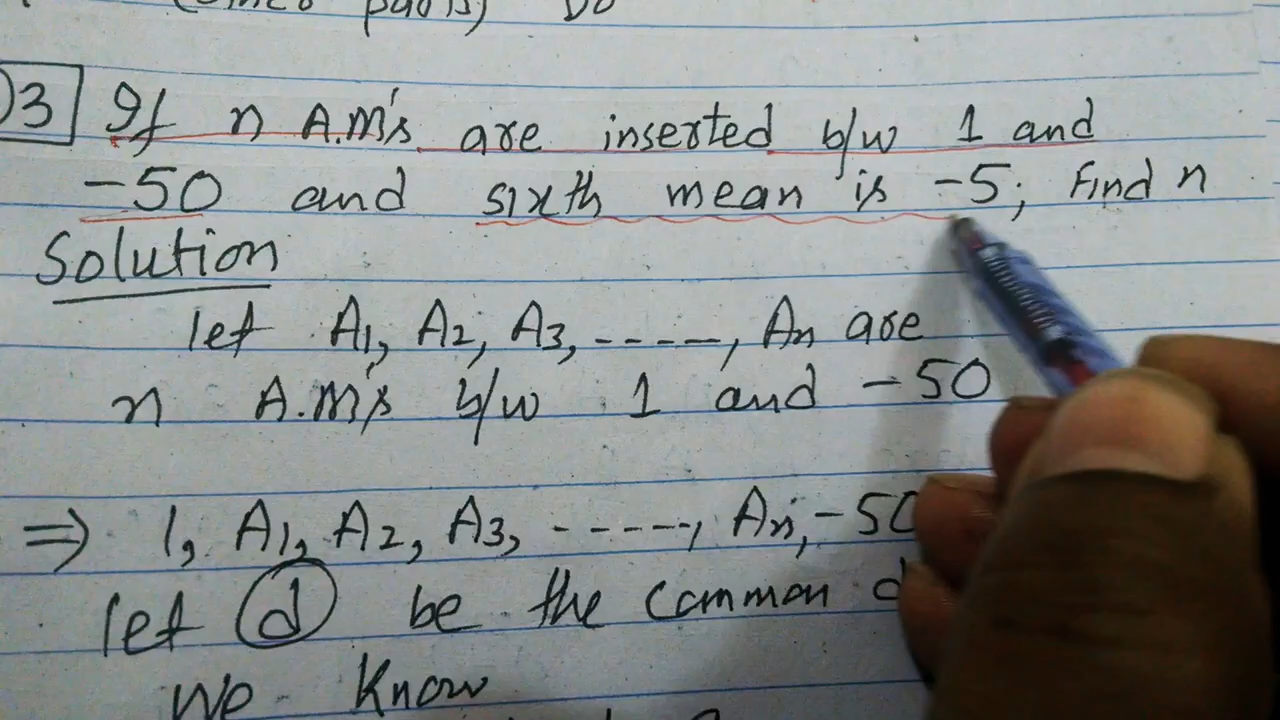 3 If n A.M's are inserted b/w 1 and
-50 and sixth mean is -5; Find n
Solution
let A1, A2, A3, -----, An are
n A.M's b/w 1 and -50
⇒ 1, A1, A2, A3, -----, An, -50
let d be the common
We know